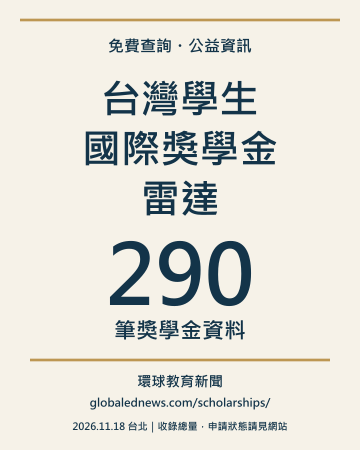 免費查詢・公益資訊
台灣學生
國際獎學金
雷達
290
筆獎學金資料
環球教育新聞
globalednews.com/scholarships/
2026.11.18 台北｜收錄總量・申請狀態請見網站